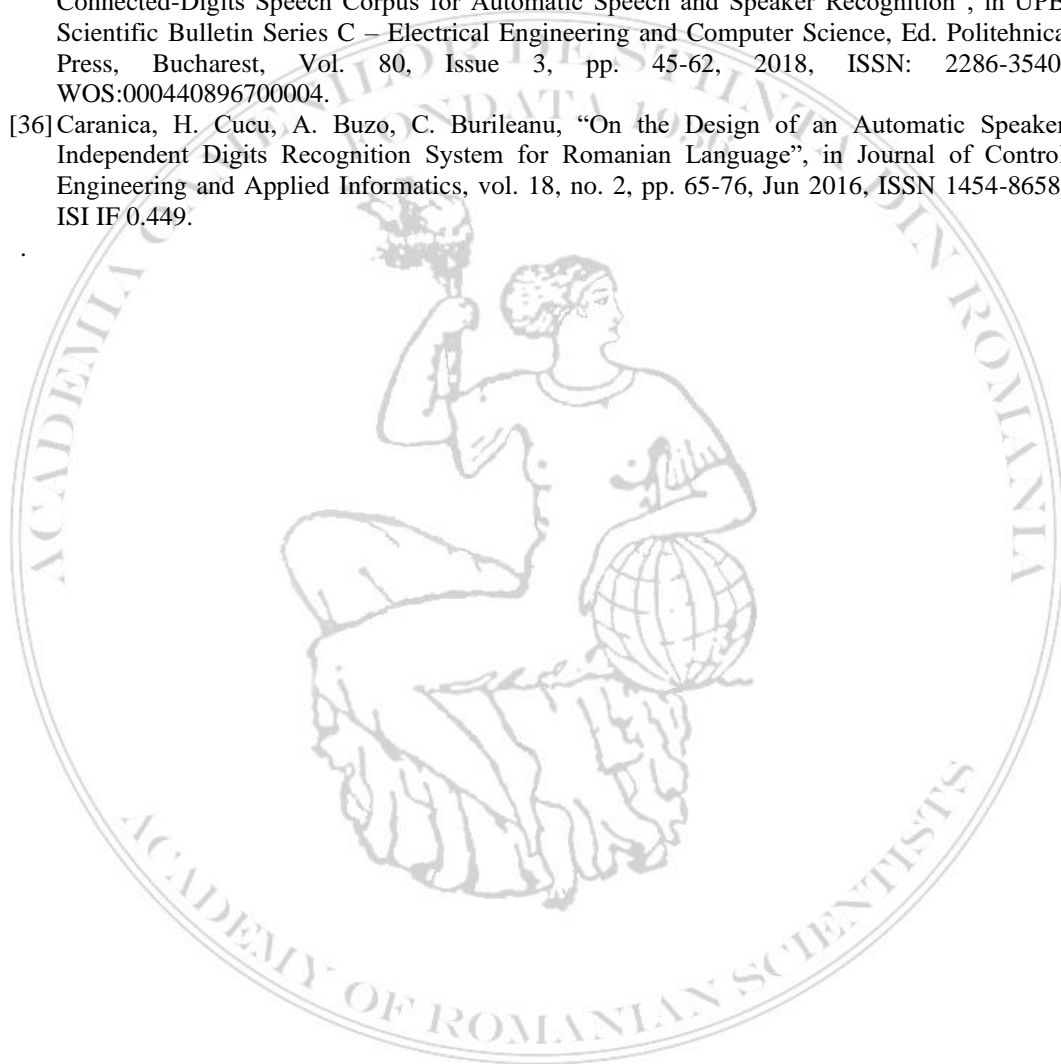 Connected-Digits Speech Corpus for Automatic Speech and Speaker Recognition", in UPB
Scientific Bulletin Series C – Electrical Engineering and Computer Science, Ed. Politehnica
Press, Bucharest, Vol. 80, Issue 3, pp. 45-62, 2018, ISSN: 2286-3540
WOS:000440896700004.
[36] Caranica, H. Cucu, A. Buzo, C. Burileanu, “On the Design of an Automatic Speaker
Independent Digits Recognition System for Romanian Language”, in Journal of Control
Engineering and Applied Informatics, vol. 18, no. 2, pp. 65-76, Jun 2016, ISSN 1454-8658
ISI IF 0.449.
.
ACADEMIA OAMENILOR DE STIINTA DIN ROMANIA
FONDATA 1936
ACADEMY OF ROMANIAN SCIENTISTS